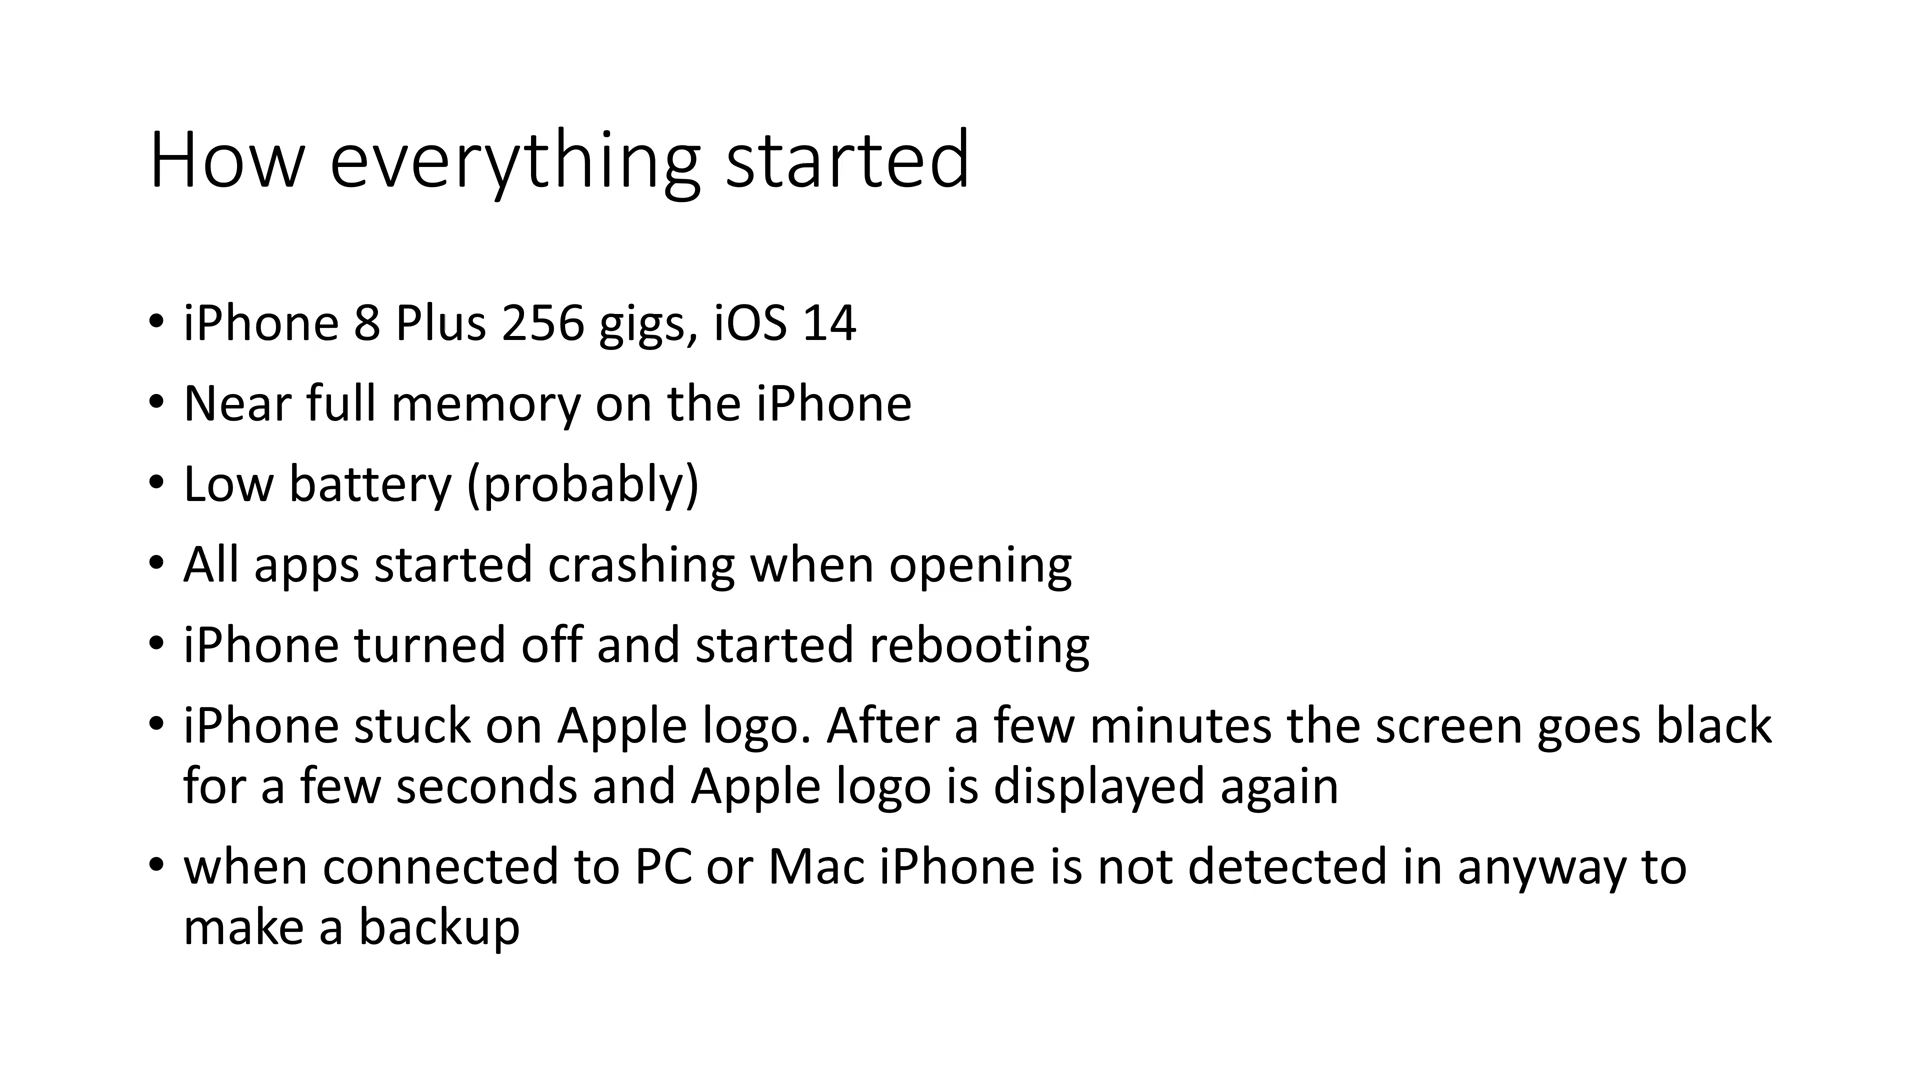 How everything started
• iPhone 8 Plus 256 gigs, iOS 14
• Near full memory on the iPhone
• Low battery (probably)
• All apps started crashing when opening
• iPhone turned off and started rebooting
• iPhone stuck on Apple logo. After a few minutes the screen goes black
for a few seconds and Apple logo is displayed again
• when connected to PC or Mac iPhone is not detected in anyway to
make a backup